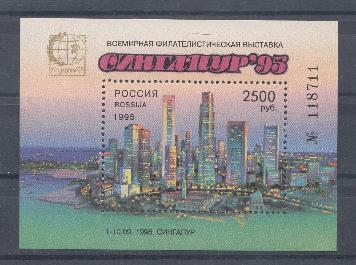 ВСЕМИРНАЯ ФИЛАТЕЛИСТИЧЕСКАЯ ВЫСТАВКА
СИНГАПУР'95
РОССИЯ
ROSSIJA
1995
2500
руб.
№ 118711
1-10.09. 1995, СИНГАПУР